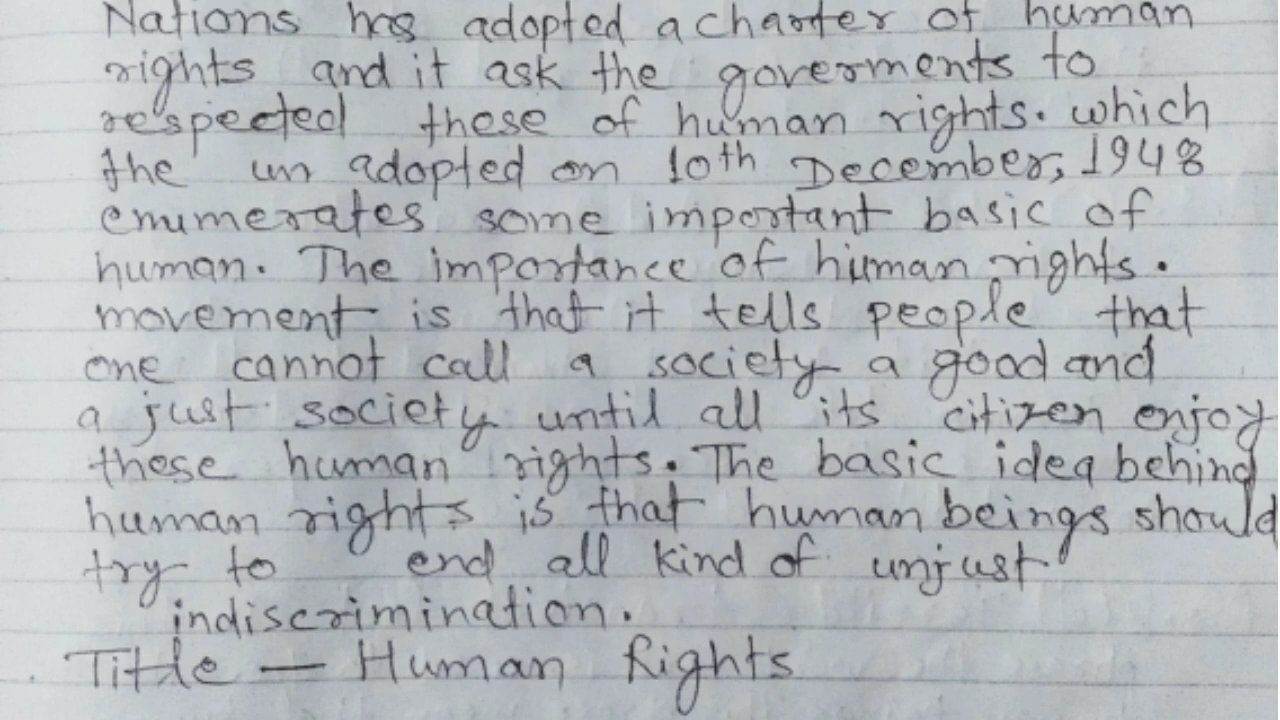 Nations has adopted a charter of human
rights and it ask the goverments to
respected these of human rights. which
the un adopted on 10th December, 1948
enumerates some important basic of
human. The importance of human rights.
movement is that it tells people that
one cannot call a society a good and
a just society until all its citizen enjoy
these human rights. The basic idea behind
human rights is that human beings should
try to end all kind of unjust
indiscrimination.
Title — Human Rights